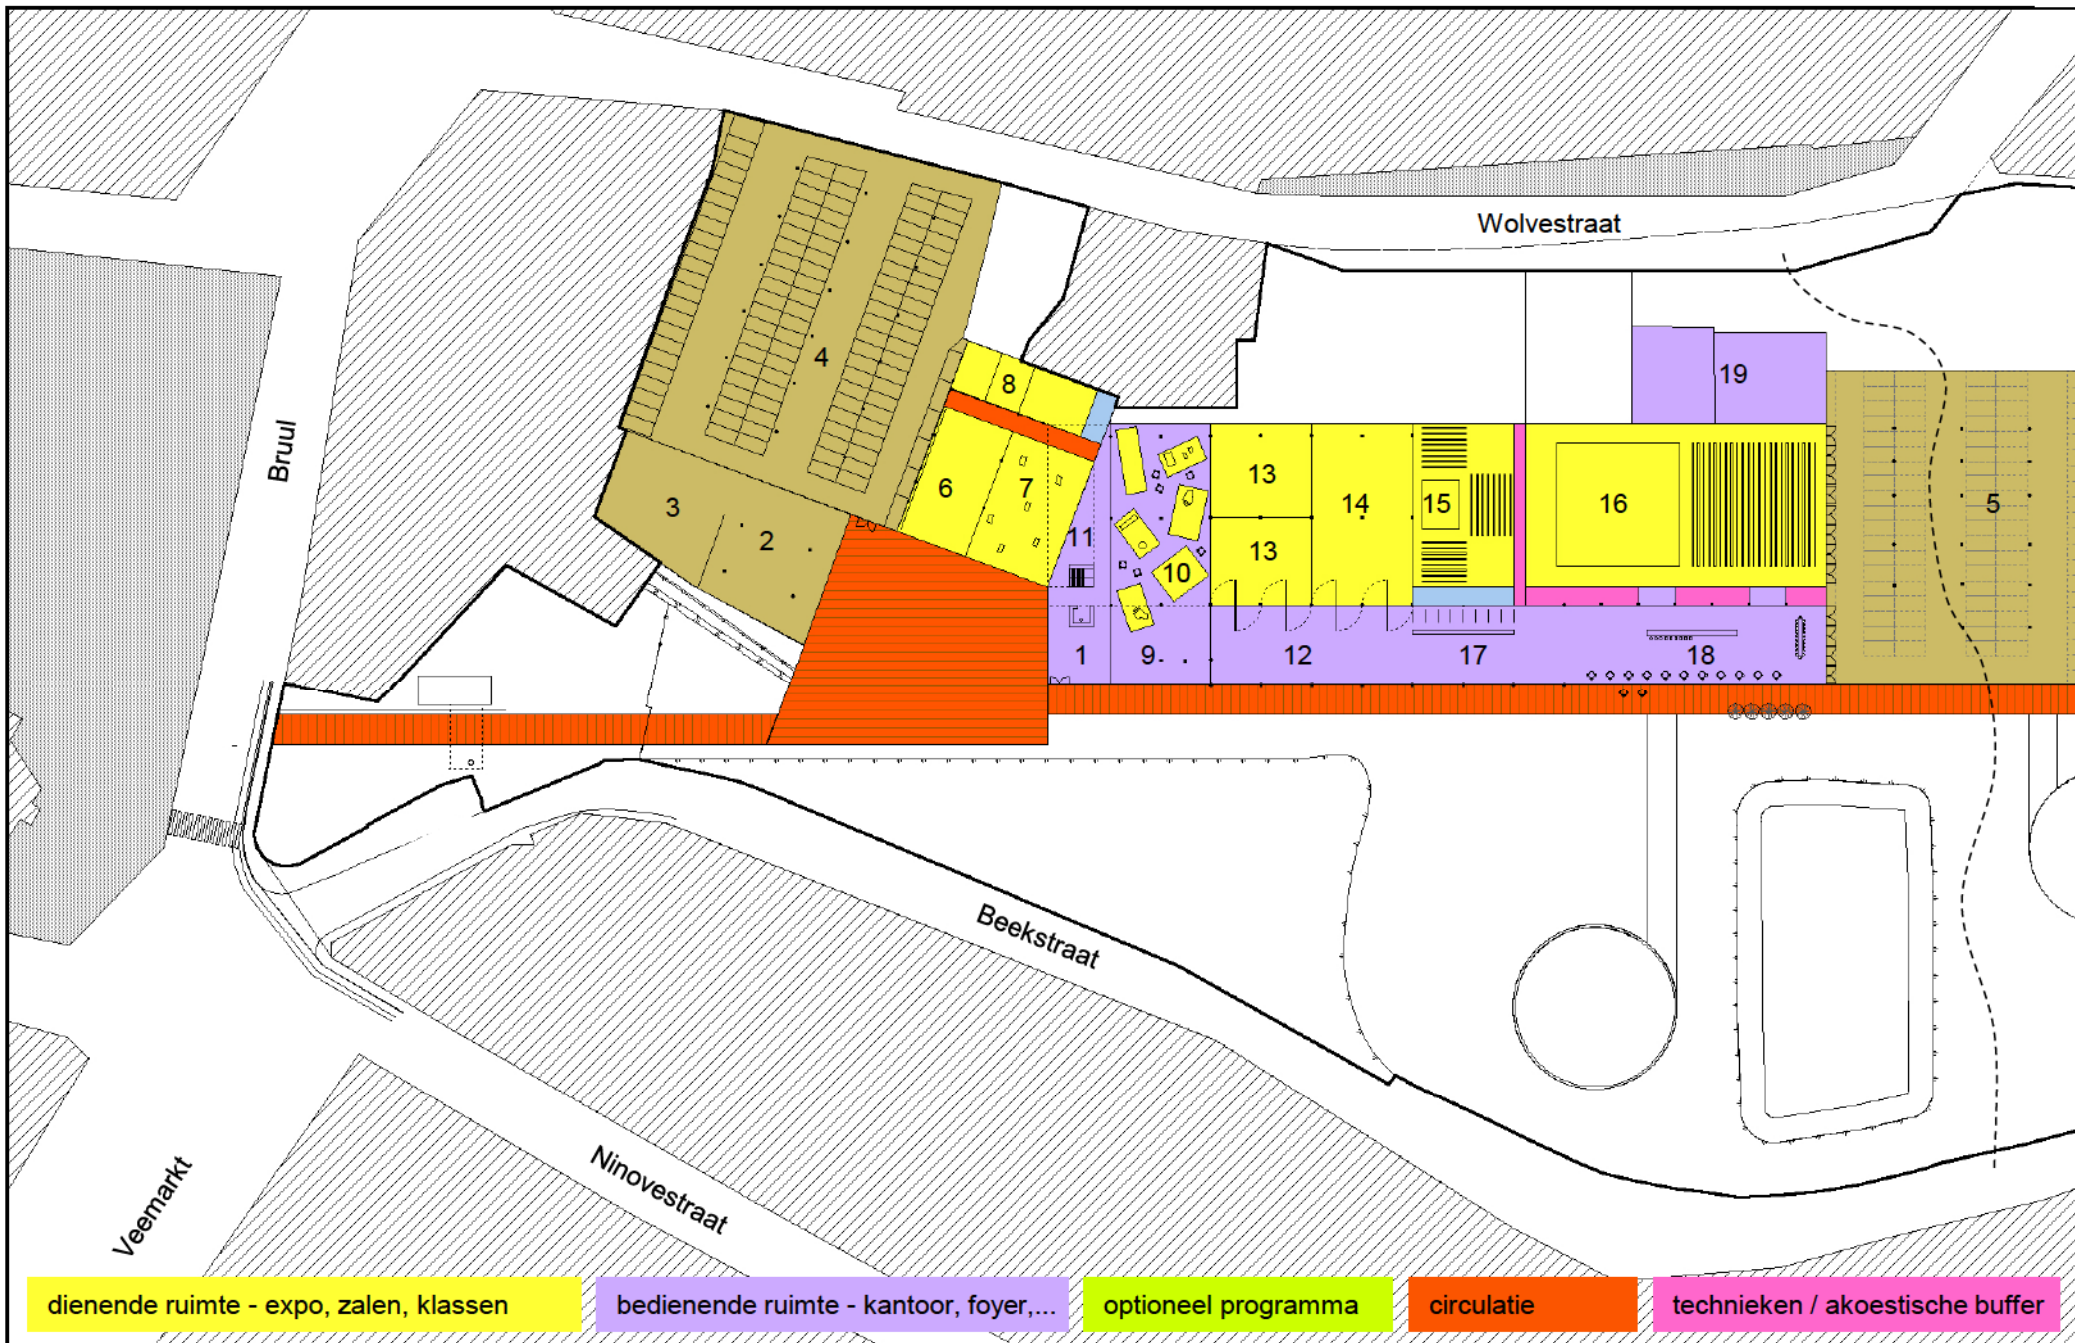 Wolvestraat
4
8
19
Bruul
3
2
6
7
11
13
14
15
16
5
13
10
1
9
12
17
18
Beekstraat
Ninovestraat
Veemarkt
dienende ruimte - expo, zalen, klassen
bedienende ruimte - kantoor, foyer,...
optioneel programma
circulatie
technieken / akoestische buffer